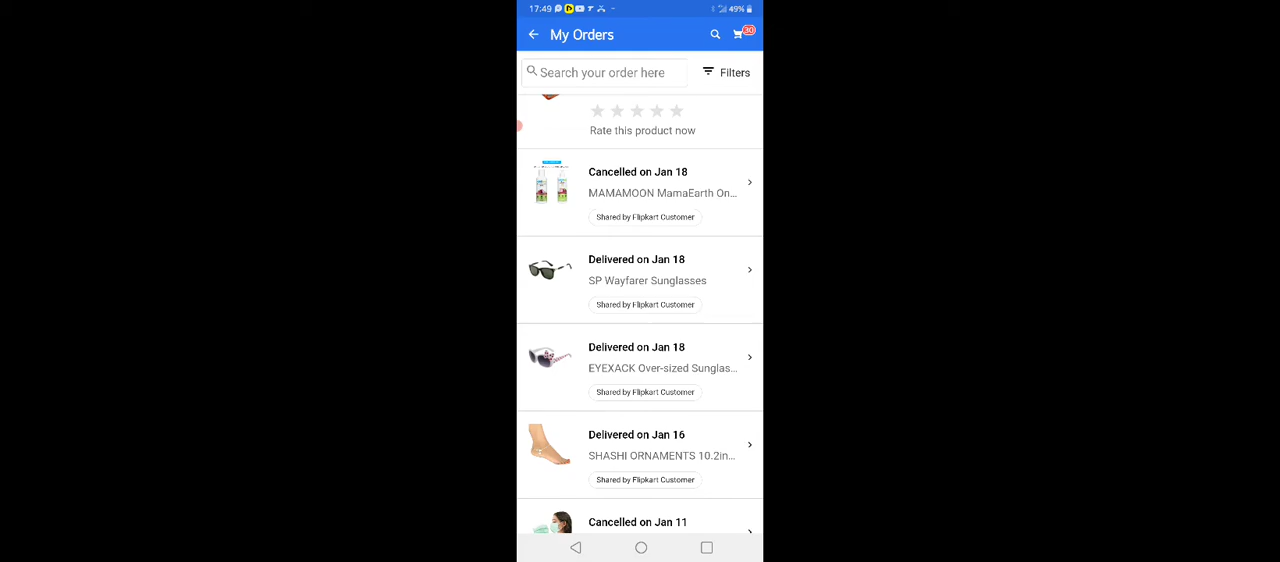 17:49
49%
My Orders
30
Search your order here
Filters
Rate this product now
Cancelled on Jan 18
MAMAMOON MamaEarth On...
Shared by Flipkart Customer
Delivered on Jan 18
SP Wayfarer Sunglasses
Shared by Flipkart Customer
Delivered on Jan 18
EYEXACK Over-sized Sunglas...
Shared by Flipkart Customer
Delivered on Jan 16
SHASHI ORNAMENTS 10.2in...
Shared by Flipkart Customer
Cancelled on Jan 11